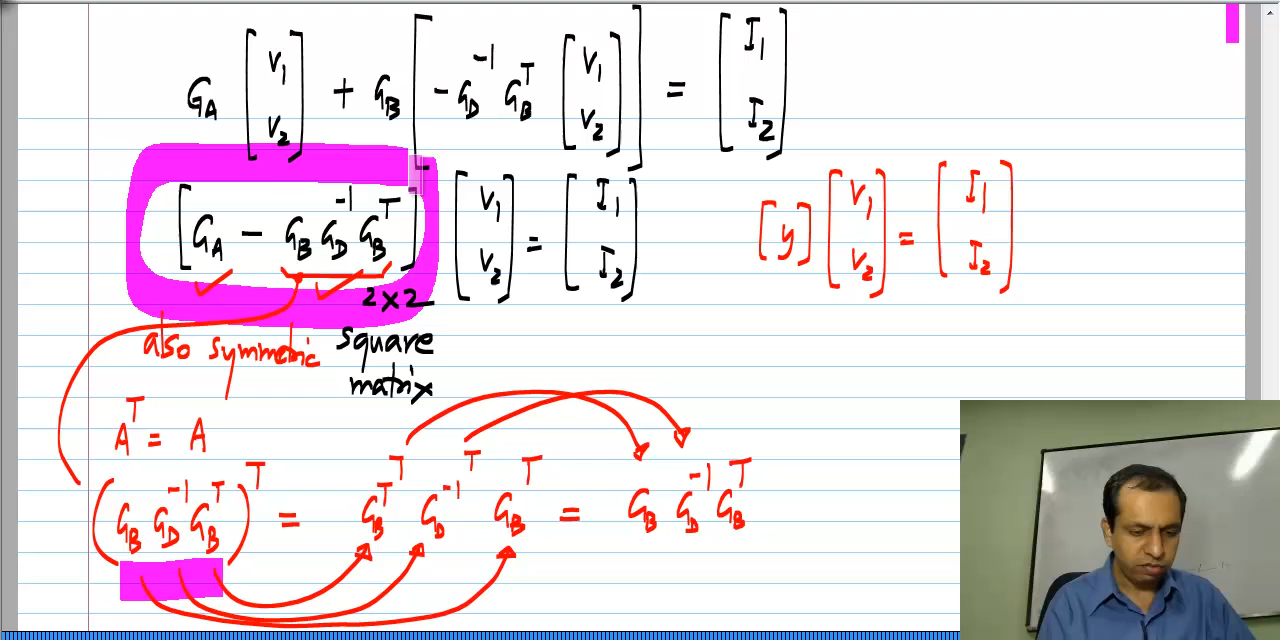 G_A [V1 V2] + G_B [-G_D^-1 G_B^T [V1 V2]] = [I1 I2]
[G_A - G_B G_D^-1 G_B^T] [V1 V2] = [I1 I2] [y] [V1 V2] = [I1 I2]
2x2
also symmetric square
matrix
A^T = A
(G_B G_D^-1 G_B^T)^T = G_B^T^T G_D^-1^T G_B^T = G_B G_D^-1 G_B^T